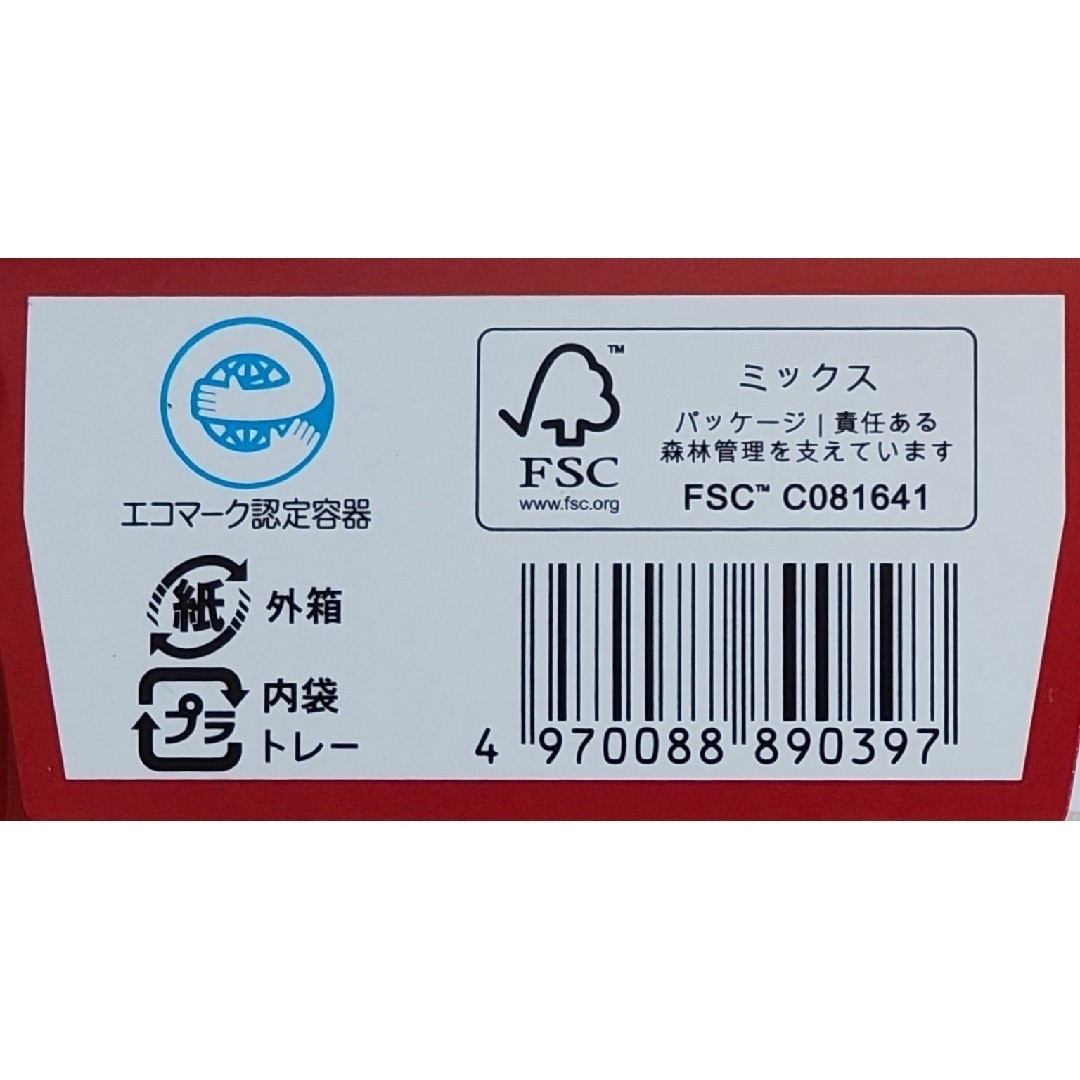 エコマーク認定容器
紙 外箱
プラ 内袋
トレー
FSC
www.fsc.org
™
ミックス
パッケージ | 責任ある
森林管理を支えています
FSC™ C081641
4 970088 890397